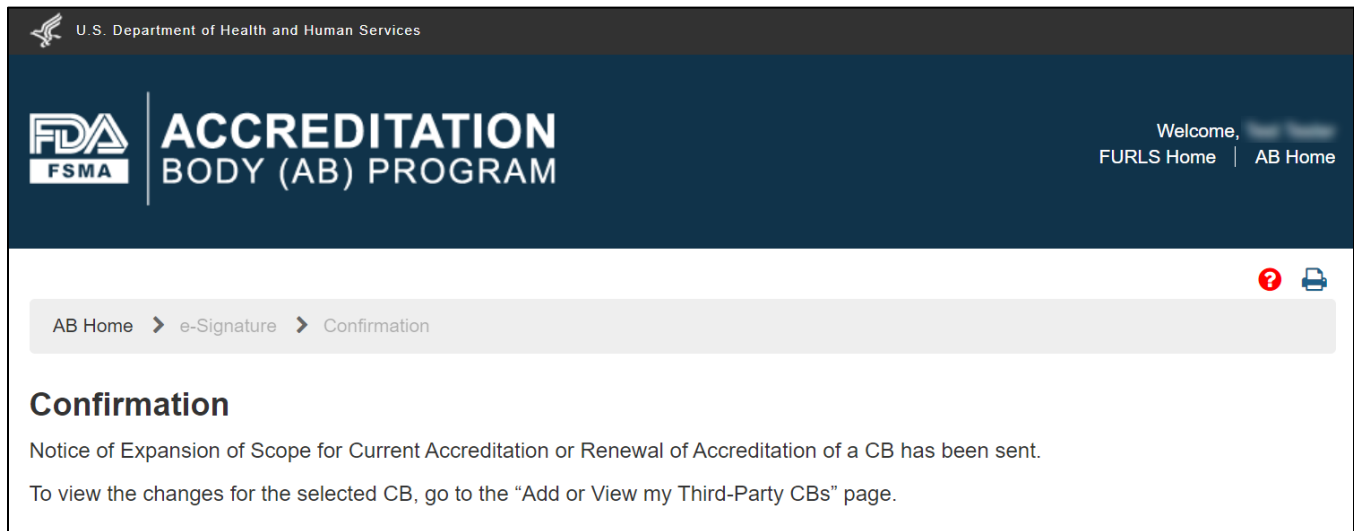 U.S. Department of Health and Human Services
FDA
FSMA
ACCREDITATION
BODY (AB) PROGRAM
Welcome,
FURLS Home | AB Home
?
AB Home > e-Signature > Confirmation
Confirmation
Notice of Expansion of Scope for Current Accreditation or Renewal of Accreditation of a CB has been sent.
To view the changes for the selected CB, go to the “Add or View my Third-Party CBs” page.